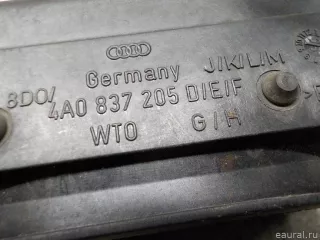 Germany J/K/L/M
8D0/
4A0 837 205 D/E/F
WTO G/H
eaural.ru